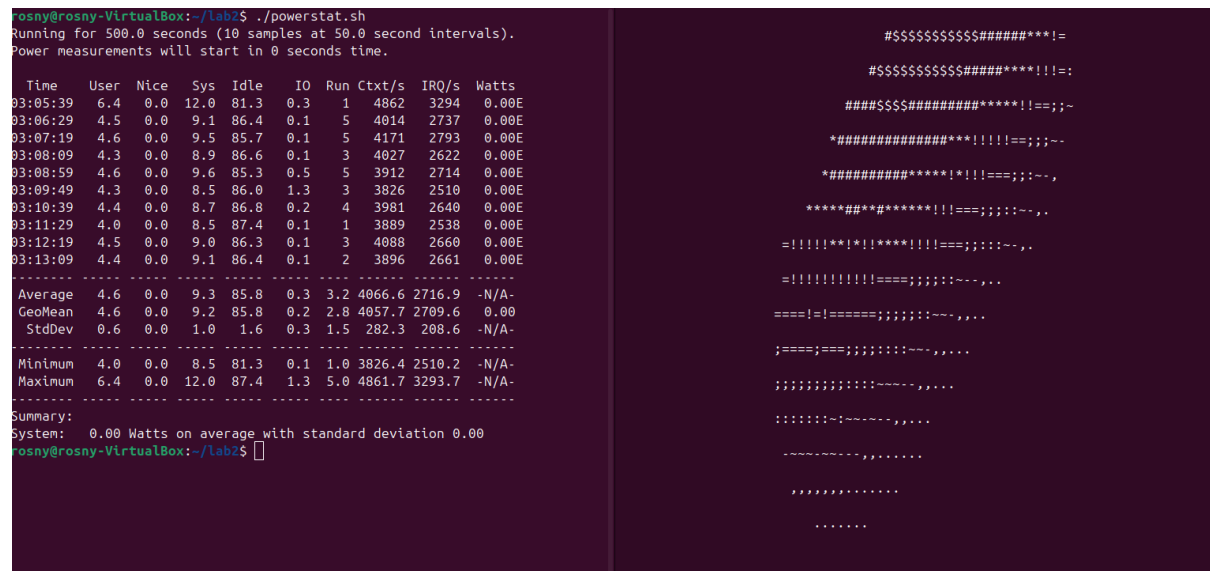 rosny@rosny-VirtualBox:~/lab2$ ./powerstat.sh
Running for 500.0 seconds (10 samples at 50.0 second intervals).
Power measurements will start in 0 seconds time.
  Time    User  Nice   Sys  Idle    IO  Run Ctxt/s  IRQ/s  Watts
03:05:39   6.4   0.0  12.0  81.3   0.3    1   4862   3294   0.00E
03:06:29   4.5   0.0   9.1  86.4   0.1    5   4014   2737   0.00E
03:07:19   4.6   0.0   9.5  85.7   0.1    5   4171   2793   0.00E
03:08:09   4.3   0.0   8.9  86.6   0.1    3   4027   2622   0.00E
03:08:59   4.6   0.0   9.6  85.3   0.5    5   3912   2714   0.00E
03:09:49   4.3   0.0   8.5  86.0   1.3    3   3826   2510   0.00E
03:10:39   4.4   0.0   8.7  86.8   0.2    4   3981   2640   0.00E
03:11:29   4.0   0.0   8.5  87.4   0.1    1   3889   2538   0.00E
03:12:19   4.5   0.0   9.0  86.3   0.1    3   4088   2660   0.00E
03:13:09   4.4   0.0   9.1  86.4   0.1    2   3896   2661   0.00E
-------- ----- ----- ----- ----- ----- ---- ------ ------ ------
 Average   4.6   0.0   9.3  85.8   0.3  3.2 4066.6 2716.9  -N/A-
 GeoMean   4.6   0.0   9.2  85.8   0.2  2.8 4057.7 2709.6   0.00
  StdDev   0.6   0.0   1.0   1.6   0.3  1.5  282.3  208.6  -N/A-
-------- ----- ----- ----- ----- ----- ---- ------ ------ ------
 Minimum   4.0   0.0   8.5  81.3   0.1  1.0 3826.4 2510.2  -N/A-
 Maximum   6.4   0.0  12.0  87.4   1.3  5.0 4861.7 3293.7  -N/A-
-------- ----- ----- ----- ----- ----- ---- ------ ------ ------
Summary:
System:   0.00 Watts on average with standard deviation 0.00
rosny@rosny-VirtualBox:~/lab2$
#$$$$$$$$$$$######***!=
#$$$$$$$$$$$#####****!!!=:
####$$$$#########*****!!==;;~
*##############***!!!!!==;;;~-
*##########*****!*!!!===;;:~-,
*****##**#******!!!===;;;::~-,.
=!!!!!**!*!!****!!!!===;;:::~-,.
=!!!!!!!!!!!====;;;;::~--,..
====!=!======;;;;;::~~-,,..
;====;===;;;;::::~~-,,...
;;;;;;;;;;::::~~~--,,...
:::::::~:~~-~--,,...
-~~~-~~---,,......
,,,,,,,.......
.......